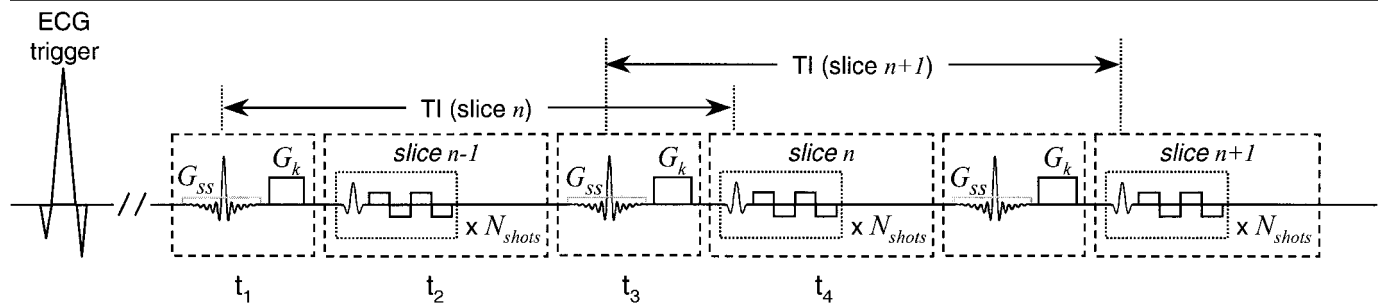 ECG
trigger
//
TI (slice n+1)
TI (slice n)
G_ss
G_k
slice n-1
x N_shots
G_ss
G_k
slice n
x N_shots
G_ss
G_k
slice n+1
x N_shots
t_1
t_2
t_3
t_4